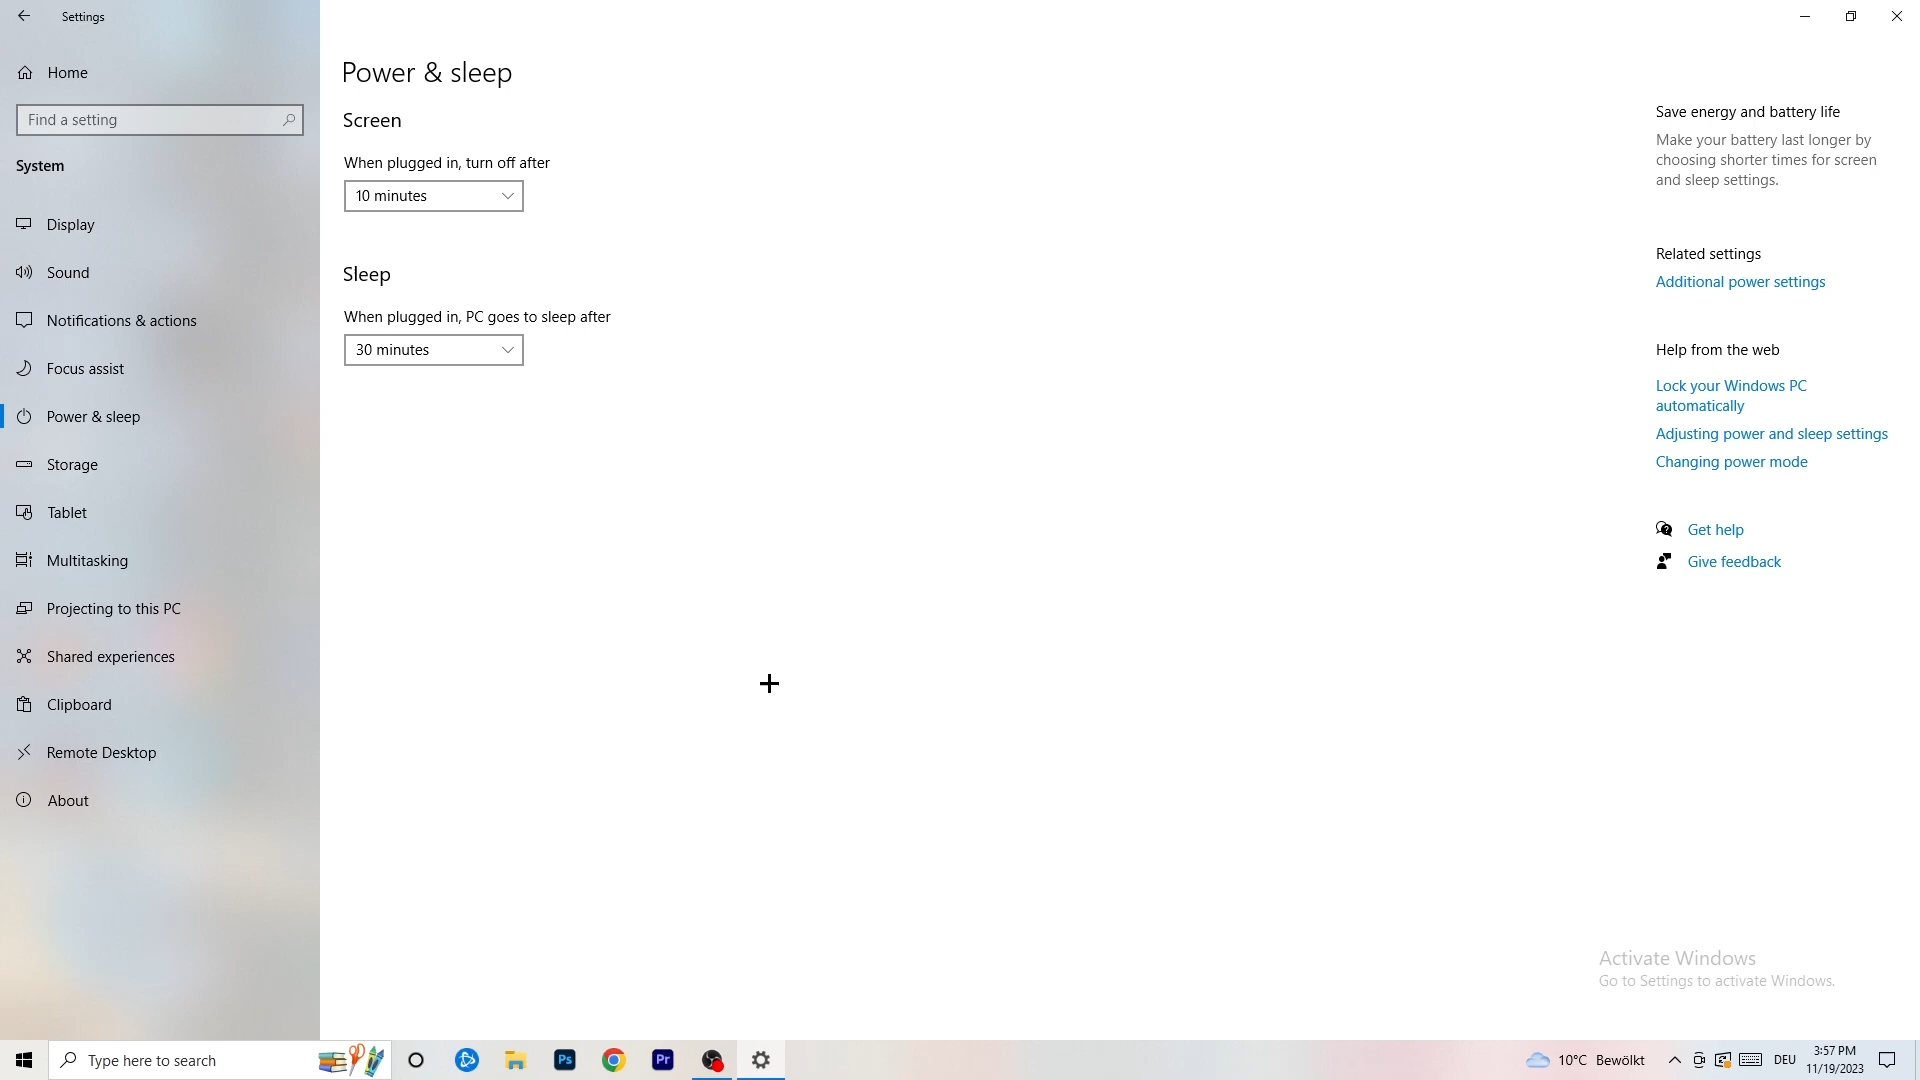 Settings
Home
Find a setting
System
Display
Sound
Notifications & actions
Focus assist
Power & sleep
Storage
Tablet
Multitasking
Projecting to this PC
Shared experiences
Clipboard
Remote Desktop
About
Power & sleep
Screen
When plugged in, turn off after
10 minutes
Sleep
When plugged in, PC goes to sleep after
30 minutes
Save energy and battery life
Make your battery last longer by
choosing shorter times for screen
and sleep settings.
Related settings
Additional power settings
Help from the web
Lock your Windows PC
automatically
Adjusting power and sleep settings
Changing power mode
Get help
Give feedback
Activate Windows
Go to Settings to activate Windows.
Type here to search
Ps
Pr
10°C Bewölkt
DEU
3:57 PM
11/19/2023